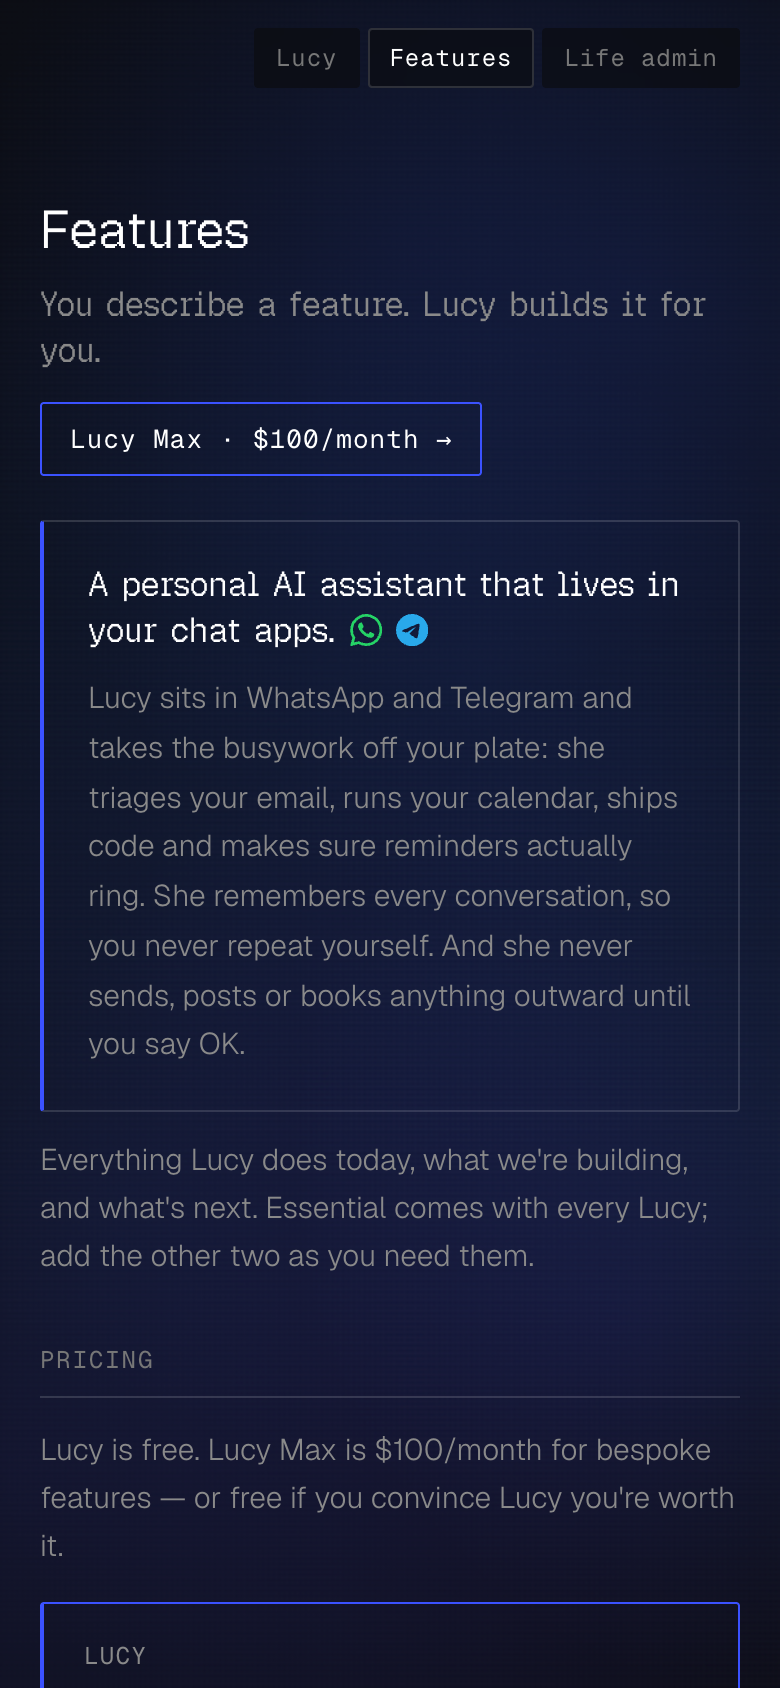 Lucy
Features
Life admin
Features
You describe a feature. Lucy builds it for
you.
Lucy Max · $100/month →
A personal AI assistant that lives in
your chat apps.
Lucy sits in WhatsApp and Telegram and
takes the busywork off your plate: she
triages your email, runs your calendar, ships
code and makes sure reminders actually
ring. She remembers every conversation, so
you never repeat yourself. And she never
sends, posts or books anything outward until
you say OK.
Everything Lucy does today, what we're building,
and what's next. Essential comes with every Lucy;
add the other two as you need them.
PRICING
Lucy is free. Lucy Max is $100/month for bespoke
features — or free if you convince Lucy you're worth
it.
LUCY